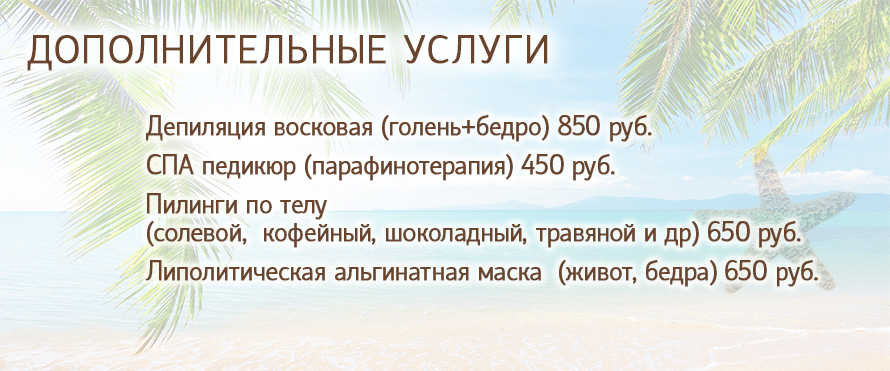 ДОПОЛНИТЕЛЬНЫЕ УСЛУГИ
Депиляция восковая (голень+бедро) 850 руб.
СПА педикюр (парафинотерапия) 450 руб.
Пилинги по телу
(солевой, кофейный, шоколадный, травяной и др) 650 руб.
Липолитическая альгинатная маска (живот, бедра) 650 руб.